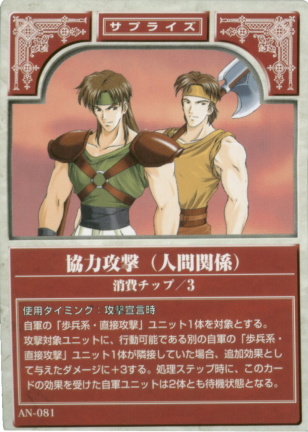 サプライズ
協力攻撃（人間関係）
消費チップ／3
使用タイミング：攻撃宣言時
自軍の「歩兵系・直接攻撃」ユニット1体を対象とする。
攻撃対象ユニットに、行動可能である別の自軍の「歩兵系・
直接攻撃」ユニット1体が隣接していた場合、追加効果とし
て与えたダメージに+3する。処理ステップ時に、このカー
ドの効果を受けた自軍ユニットは2体とも待機状態となる。
AN-081